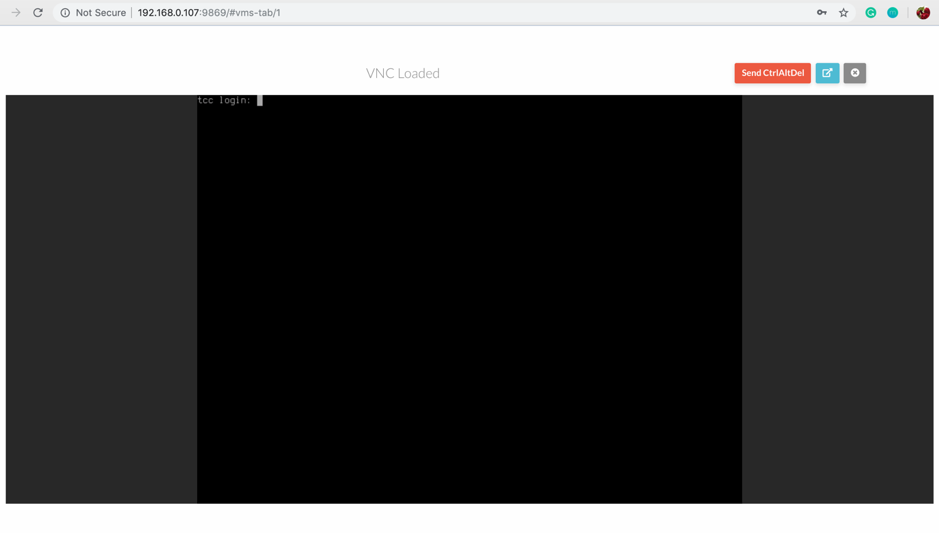 Not Secure
192.168.0.107:9869/#vms-tab/1
VNC Loaded
Send CtrlAltDel
tcc login: